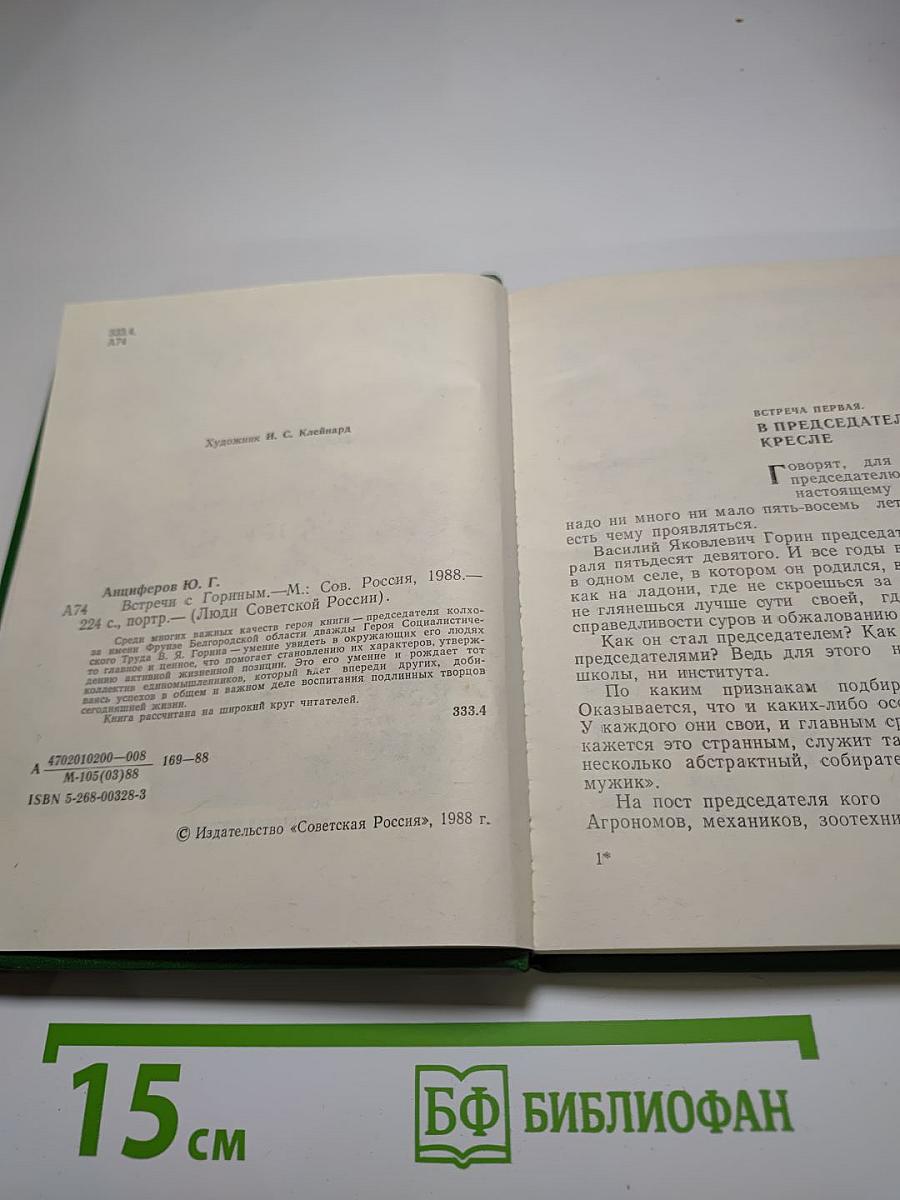 333.4.
А74
Художник И. С. Клейнард
Анциферов Ю. Г.
А74 Встречи с Гориным.—М.: Сов. Россия, 1988.—
224 с., портр.— (Люди Советской России).
Среди многих важных качеств героя книги — председателя колхо-
за имени Фрунзе Белгородской области дважды Героя Социалистиче-
ского Труда В. Я. Горина — умение увидеть в окружающих его людях
то главное и ценное, что помогает становлению их характеров, утверж-
дению активной жизненной позиции. Это его умение и рождает тот
коллектив единомышленников, который идет впереди других, доби-
ваясь успехов в общем и важном деле воспитания подлинных творцов
сегодняшней жизни.
Книга рассчитана на широкий круг читателей.
333.4
А 4702010200—008 169—88
М-105(03)88
ISBN 5-268-00328-3
© Издательство «Советская Россия», 1988 г.
ВСТРЕЧА ПЕРВАЯ.
В ПРЕДСЕДАТЕЛ
КРЕСЛЕ
Говорят, для
председателю
настоящему
надо ни много ни мало пять-восемь лет
есть чему проявляться.
Василий Яковлевич Горин председат
раля пятьдесят девятого. И все годы в
в одном селе, в котором он родился, в
как на ладони, где не скроешься за
не глянешься лучше сути своей, гд
справедливости суров и обжалованию
Как он стал председателем? Как
председателями? Ведь для этого н
школы, ни института.
По каким признакам подбир
Оказывается, что и каких-либо осо
У каждого они свои, и главным ср
кажется это странным, служит та
несколько абстрактный, собирате
мужик».
На пост председателя кого
Агрономов, механиков, зоотехни
1*
15 см
БФ БИБЛИОФАН